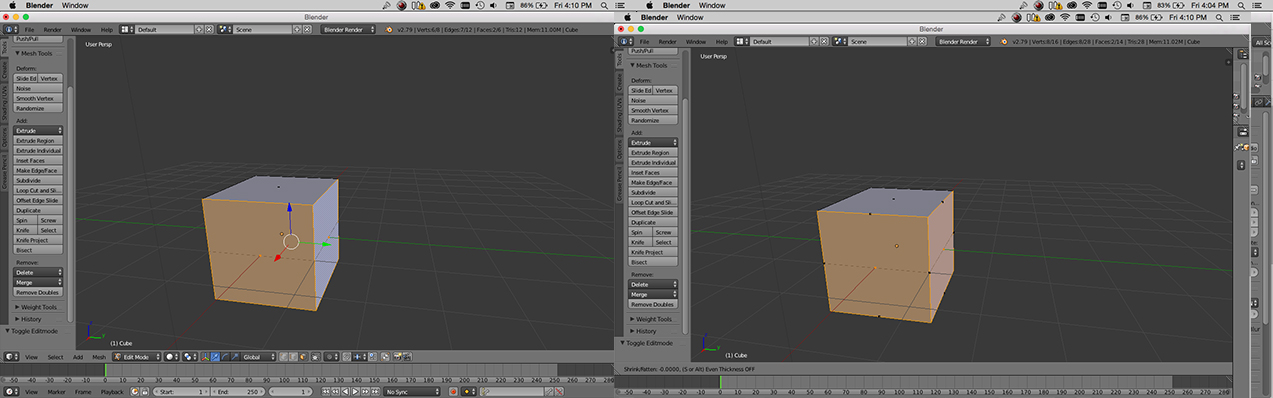 Blender Window 86% Fri 4:10 PM
Blender
File Render Window Help Default Scene Blender Render v2.79 | Verts:6/8 | Edges:7/12 | Faces:2/6 | Tris:12 | Mem:11.00M | Cube
Tools
Create
Shading / UVs
Options
Grease Pencil
Push/Pull
Mesh Tools
Deform:
Slide Ed Vertex
Noise
Smooth Vertex
Randomize
Add:
Extrude
Extrude Region
Extrude Individual
Inset Faces
Make Edge/Face
Subdivide
Loop Cut and Sli...
Offset Edge Slide
Duplicate
Spin Screw
Knife Select
Knife Project
Bisect
Remove:
Delete
Merge
Remove Doubles
Weight Tools
History
Toggle Editmode
User Persp
(1) Cube
View Select Add Mesh Edit Mode Global
-50 -40 -30 -20 -10 0 10 20 30 40 50 60 70 80 90 100 110 120 130 140 150 160 170 180 190 200 210 220 230 240 250 260 270 280
View Marker Frame Playback Start: 1 End: 250 1 No Sync
Blender Window 83% Fri 4:04 PM
Blender Window 86% Fri 4:10 PM
Blender
File Render Window Help Default Scene Blender Render v2.79 | Verts:8/16 | Edges:8/28 | Faces:2/14 | Tris:28 | Mem:11.02M | Cube
Tools
Create
Shading / UVs
Options
Grease Pencil
Push/Pull
Mesh Tools
Deform:
Slide Ed Vertex
Noise
Smooth Vertex
Randomize
Add:
Extrude
Extrude Region
Extrude Individual
Inset Faces
Make Edge/Face
Subdivide
Loop Cut and Sli...
Offset Edge Slide
Duplicate
Spin Screw
Knife Select
Knife Project
Bisect
Remove:
Delete
Merge
Remove Doubles
Weight Tools
History
Toggle Editmode
User Persp
(1) Cube
All Sc
Shrink/Fatten: -0.0000, (S or Alt) Even Thickness OFF
-50 -40 -30 -20 -10 0 10 20 30 40 50 60 70 80 90 100 110 120 130 140 150 160 170 180 190 200 210 220 230 240 250 260 270 280